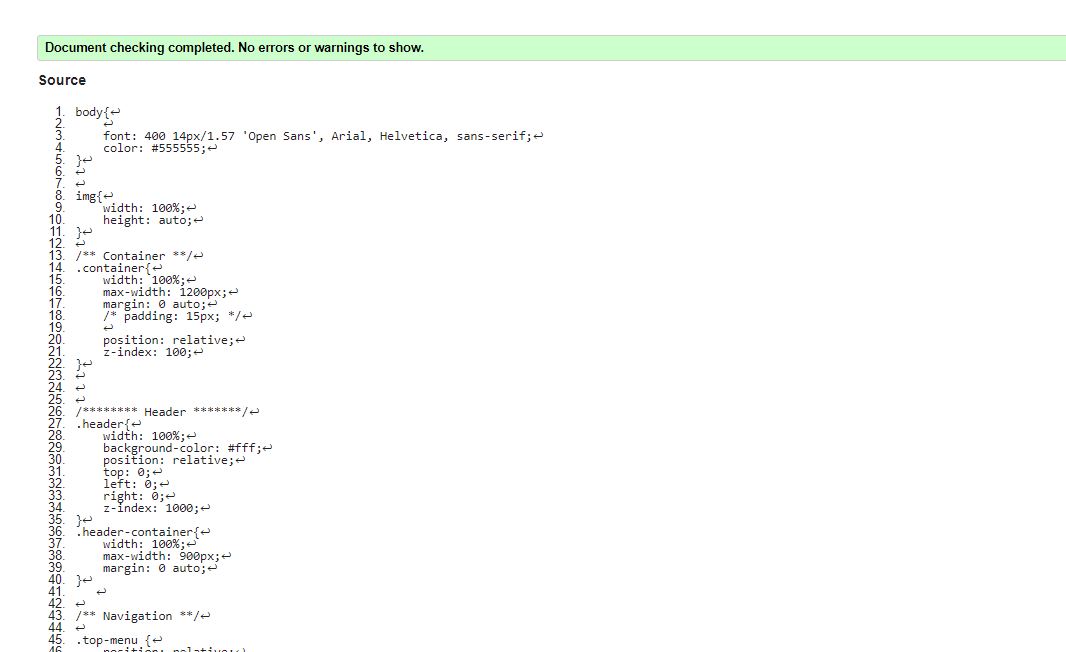 Document checking completed. No errors or warnings to show.
Source
1. body{↩
2. ↩
3. font: 400 14px/1.57 'Open Sans', Arial, Helvetica, sans-serif;↩
4. color: #555555;↩
5. }↩
6. ↩
7. ↩
8. img{↩
9. width: 100%;↩
10. height: auto;↩
11. }↩
12. ↩
13. /** Container **/↩
14. .container{↩
15. width: 100%;↩
16. max-width: 1200px;↩
17. margin: 0 auto;↩
18. /* padding: 15px; */↩
19. ↩
20. position: relative;↩
21. z-index: 100;↩
22. }↩
23. ↩
24. ↩
25. ↩
26. /******** Header *******/↩
27. .header{↩
28. width: 100%;↩
29. background-color: #fff;↩
30. position: relative;↩
31. top: 0;↩
32. left: 0;↩
33. right: 0;↩
34. z-index: 1000;↩
35. }↩
36. .header-container{↩
37. width: 100%;↩
38. max-width: 900px;↩
39. margin: 0 auto;↩
40. }↩
41. ↩
42. ↩
43. /** Navigation **/↩
44. ↩
45. .top-menu {↩
46. position: relative;↩